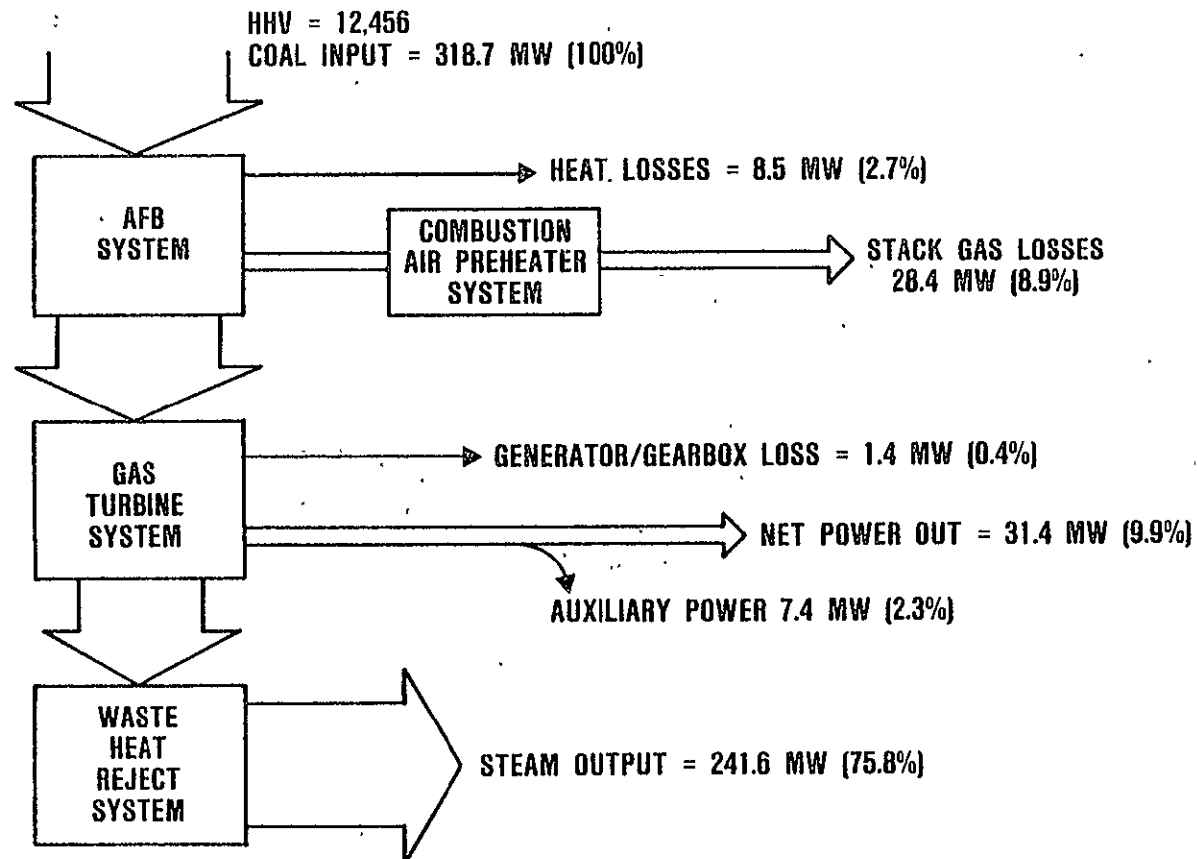 HHV = 12,456
COAL INPUT = 318.7 MW (100%)
AFB
SYSTEM
HEAT LOSSES = 8.5 MW (2.7%)
COMBUSTION
AIR PREHEATER
SYSTEM
STACK GAS LOSSES
28.4 MW (8.9%)
GAS
TURBINE
SYSTEM
GENERATOR/GEARBOX LOSS = 1.4 MW (0.4%)
NET POWER OUT = 31.4 MW (9.9%)
AUXILIARY POWER 7.4 MW (2.3%)
WASTE
HEAT
REJECT
SYSTEM
STEAM OUTPUT = 241.6 MW (75.8%)